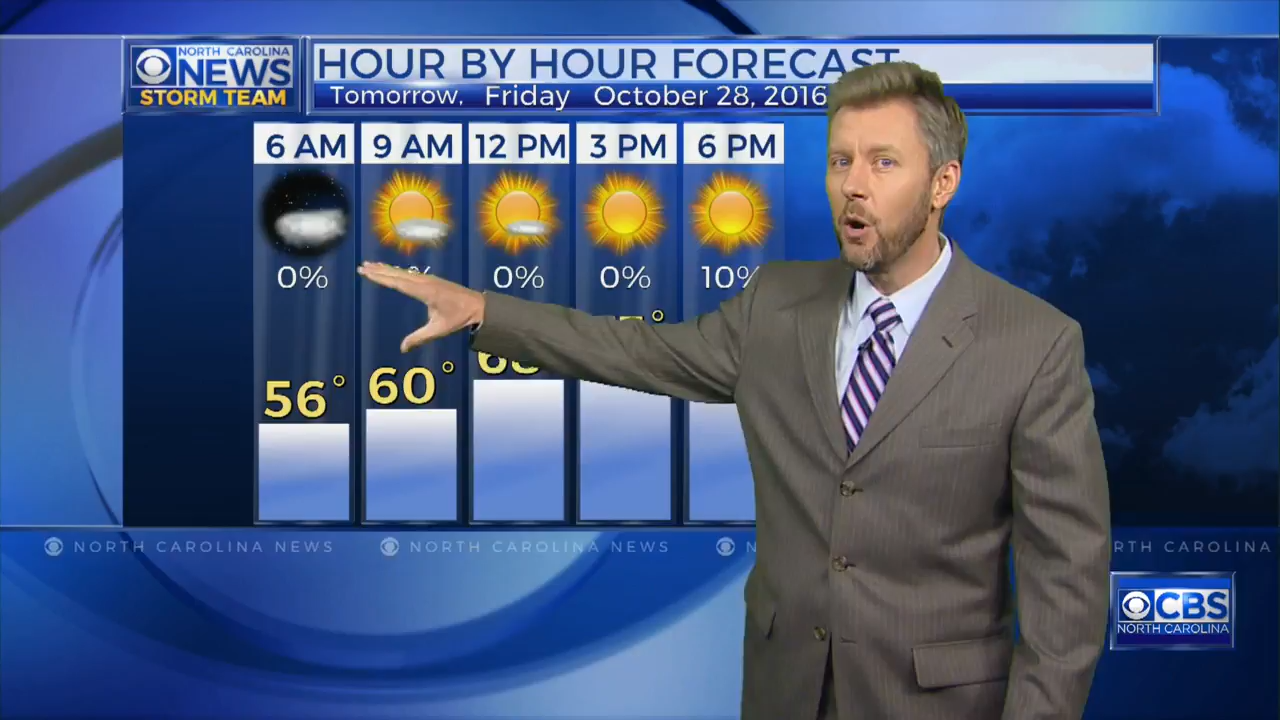 NORTH CAROLINA
NEWS
STORM TEAM
HOUR BY HOUR FORECAST
Tomorrow, Friday October 28, 2016
6 AM 9 AM 12 PM 3 PM 6 PM
0% 0% 0% 10%
56° 60°
NORTH CAROLINA NEWS NORTH CAROLINA NEWS CAROLINA
CBS
NORTH CAROLINA